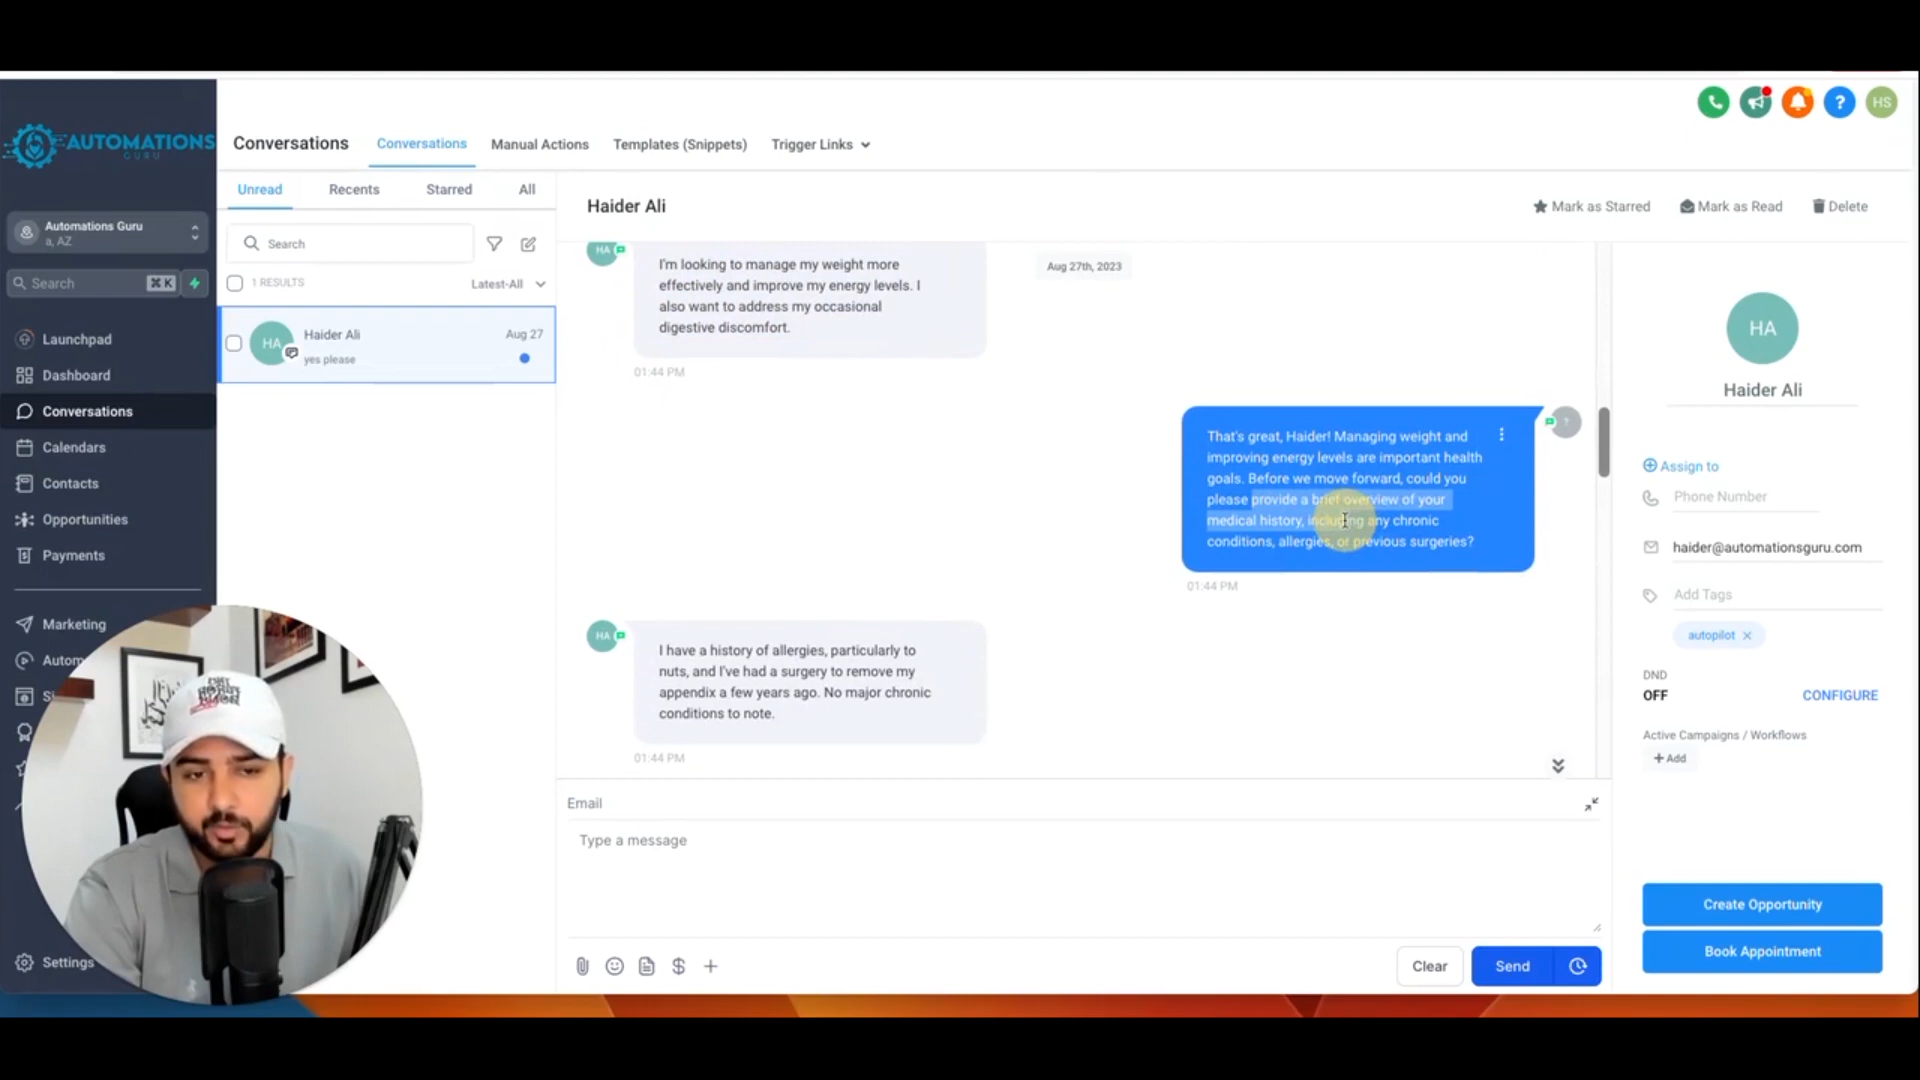 AUTOMATIONS
GURU
Automations Guru
a, AZ
Search
⌘ K
Launchpad
Dashboard
Conversations
Calendars
Contacts
Opportunities
Payments
Marketing
Autom
Si
Settings
Conversations
Conversations
Manual Actions
Templates (Snippets)
Trigger Links
?
HS
Unread
Recents
Starred
All
Search
1 RESULTS
Latest-All
HA
Haider Ali
Aug 27
yes please
Haider Ali
Mark as Starred
Mark as Read
Delete
HA
I'm looking to manage my weight more
effectively and improve my energy levels. I
also want to address my occasional
digestive discomfort.
01:44 PM
Aug 27th, 2023
That's great, Haider! Managing weight and
improving energy levels are important health
goals. Before we move forward, could you
please provide a brief overview of your
medical history, including any chronic
conditions, allergies, or previous surgeries?
?
01:44 PM
HA
I have a history of allergies, particularly to
nuts, and I've had a surgery to remove my
appendix a few years ago. No major chronic
conditions to note.
01:44 PM
Email
Type a message
$
+
Clear
Send
HA
Haider Ali
Assign to
Phone Number
haider@automationsguru.com
Add Tags
autopilot ×
DND
OFF
CONFIGURE
Active Campaigns / Workflows
+ Add
Create Opportunity
Book Appointment